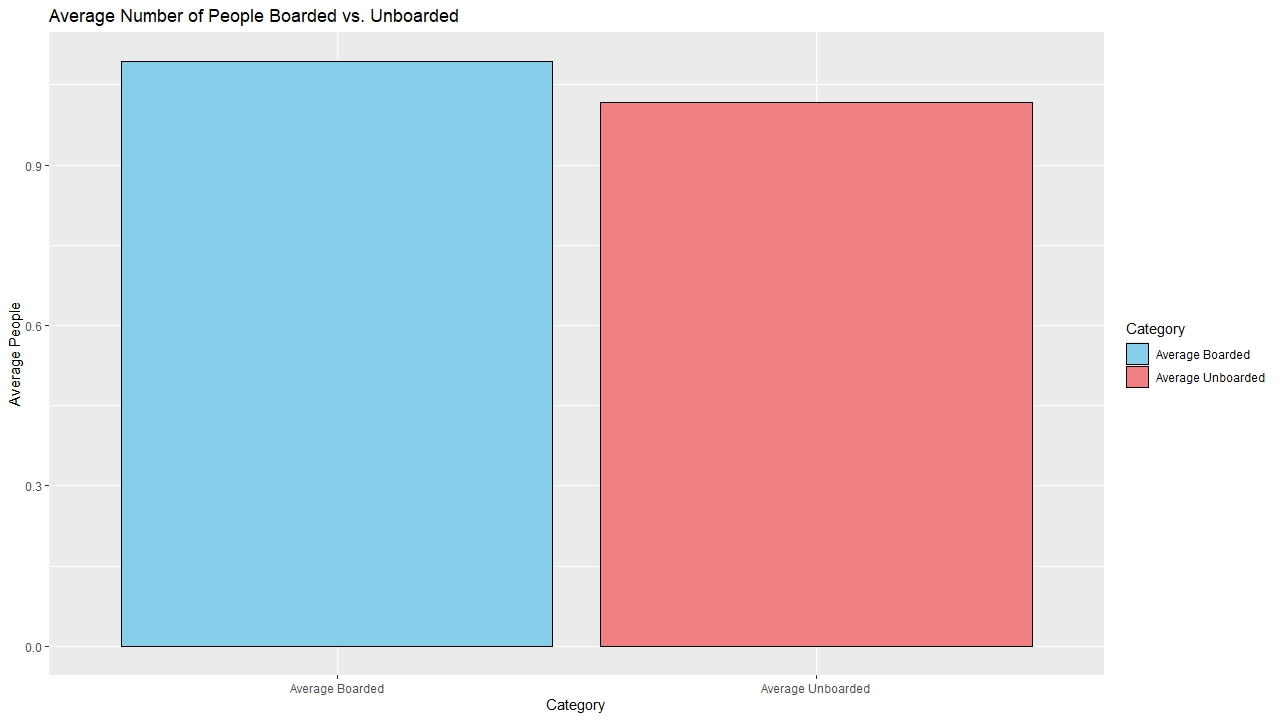 Average Number of People Boarded vs. Unboarded
Average People
0.9
0.6
0.3
0.0
Average Boarded
Average Unboarded
Category
Category
Average Boarded
Average Unboarded